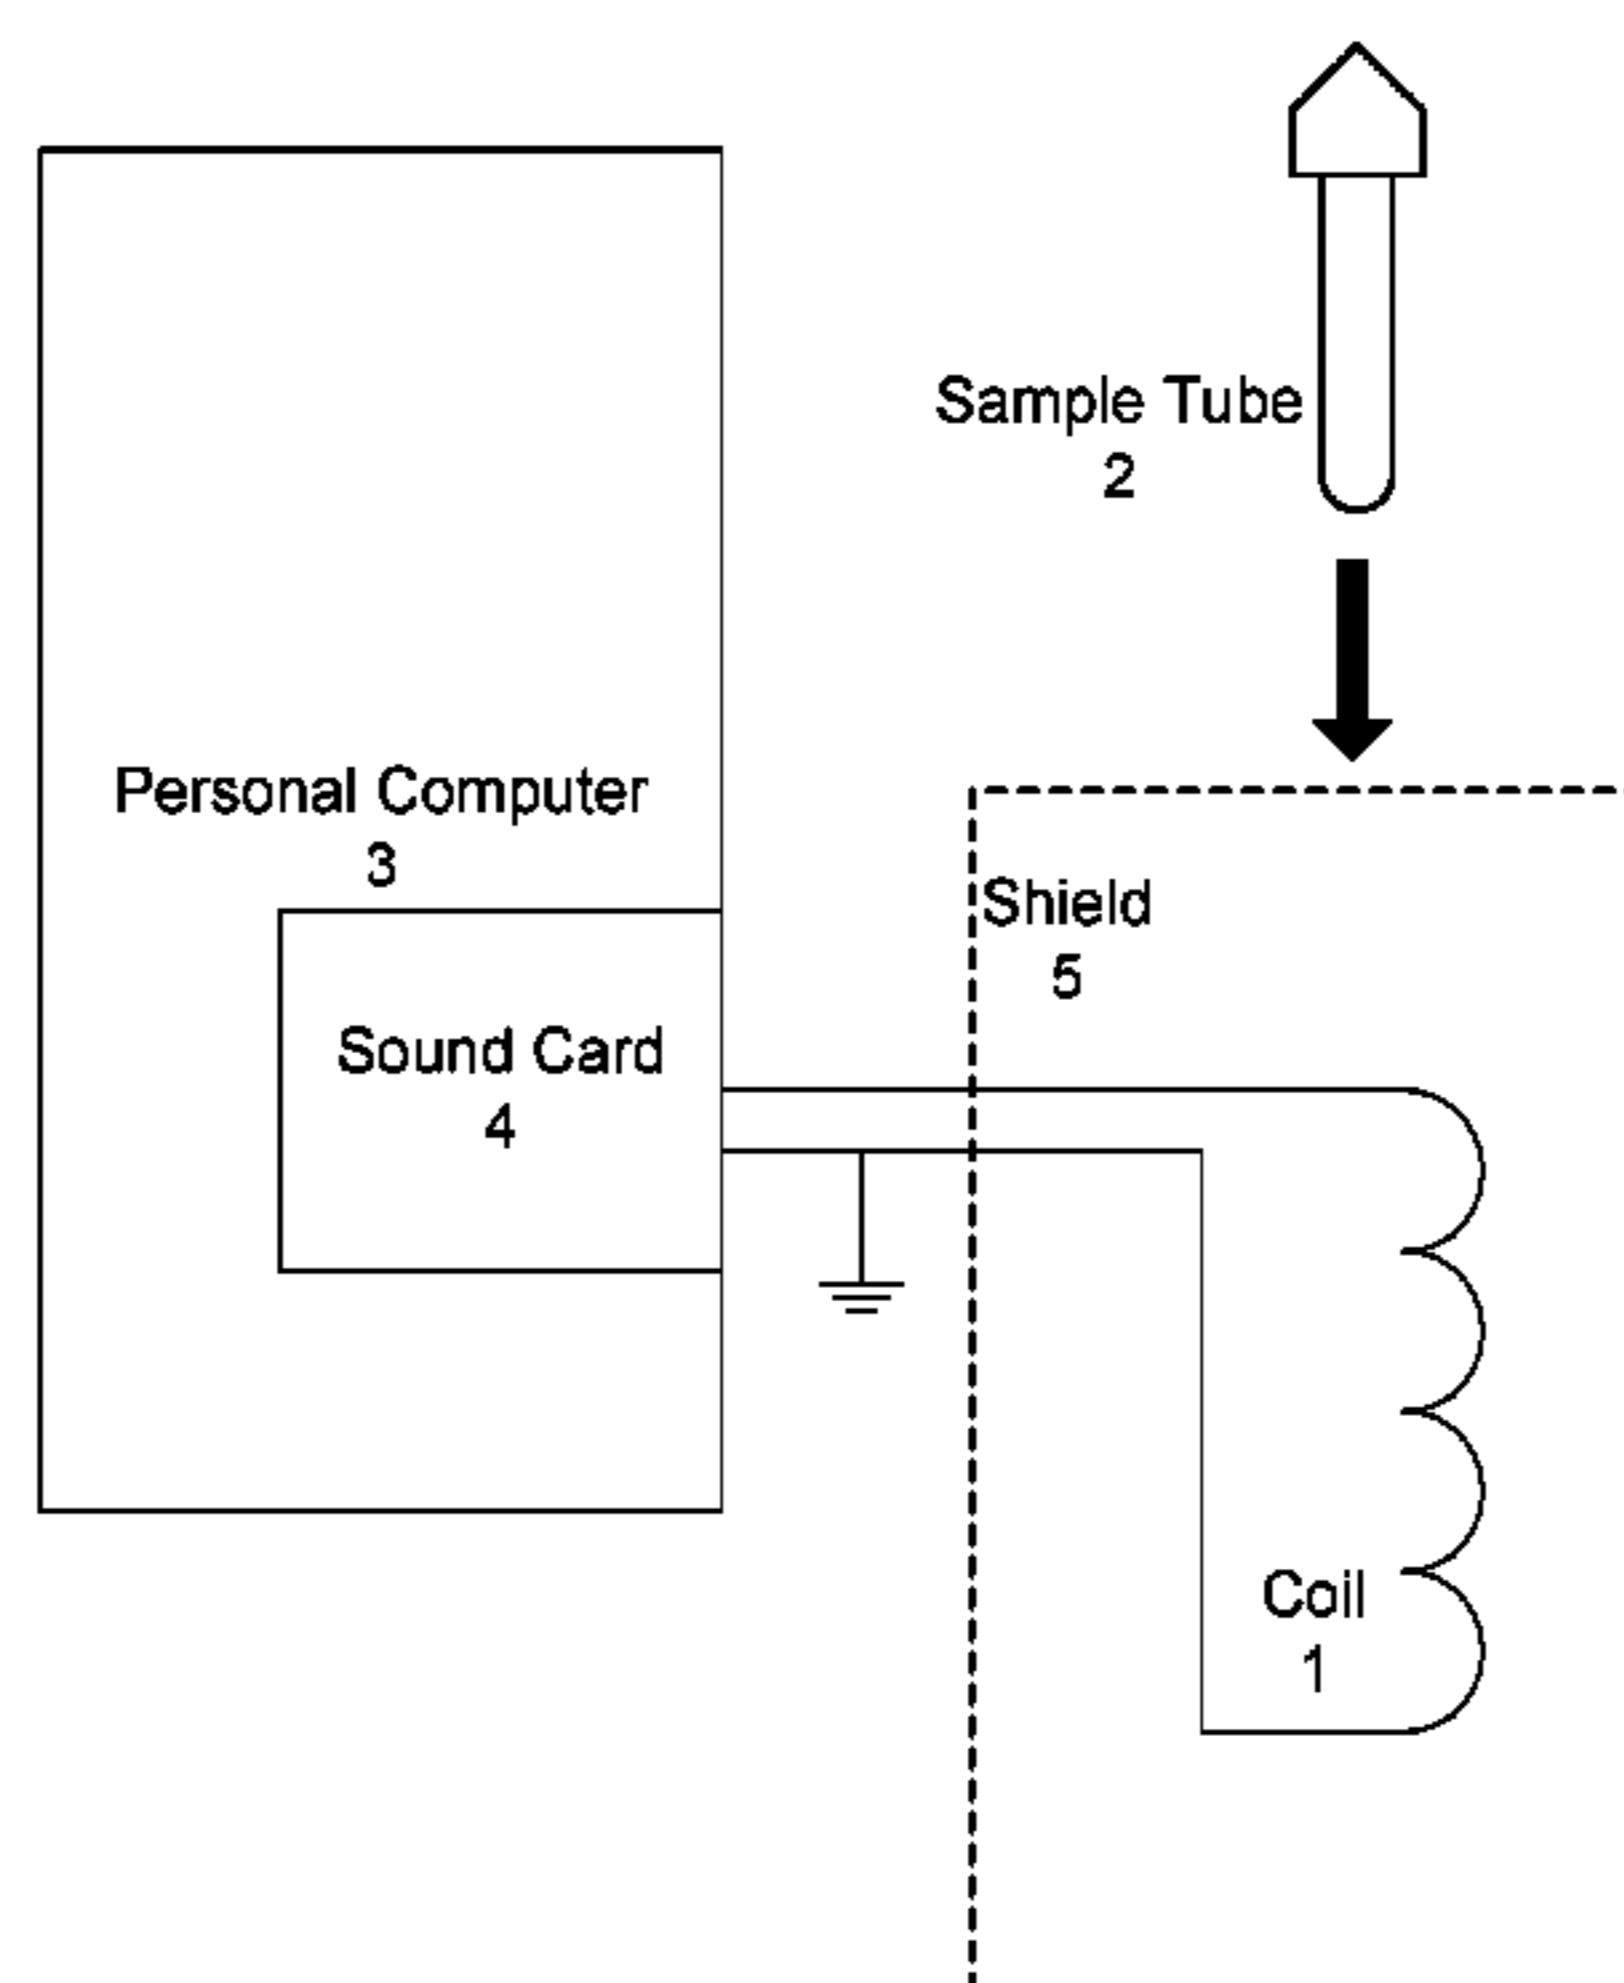 Sample Tube
2
Personal Computer
3
Shield
5
Sound Card
4
Coil
1